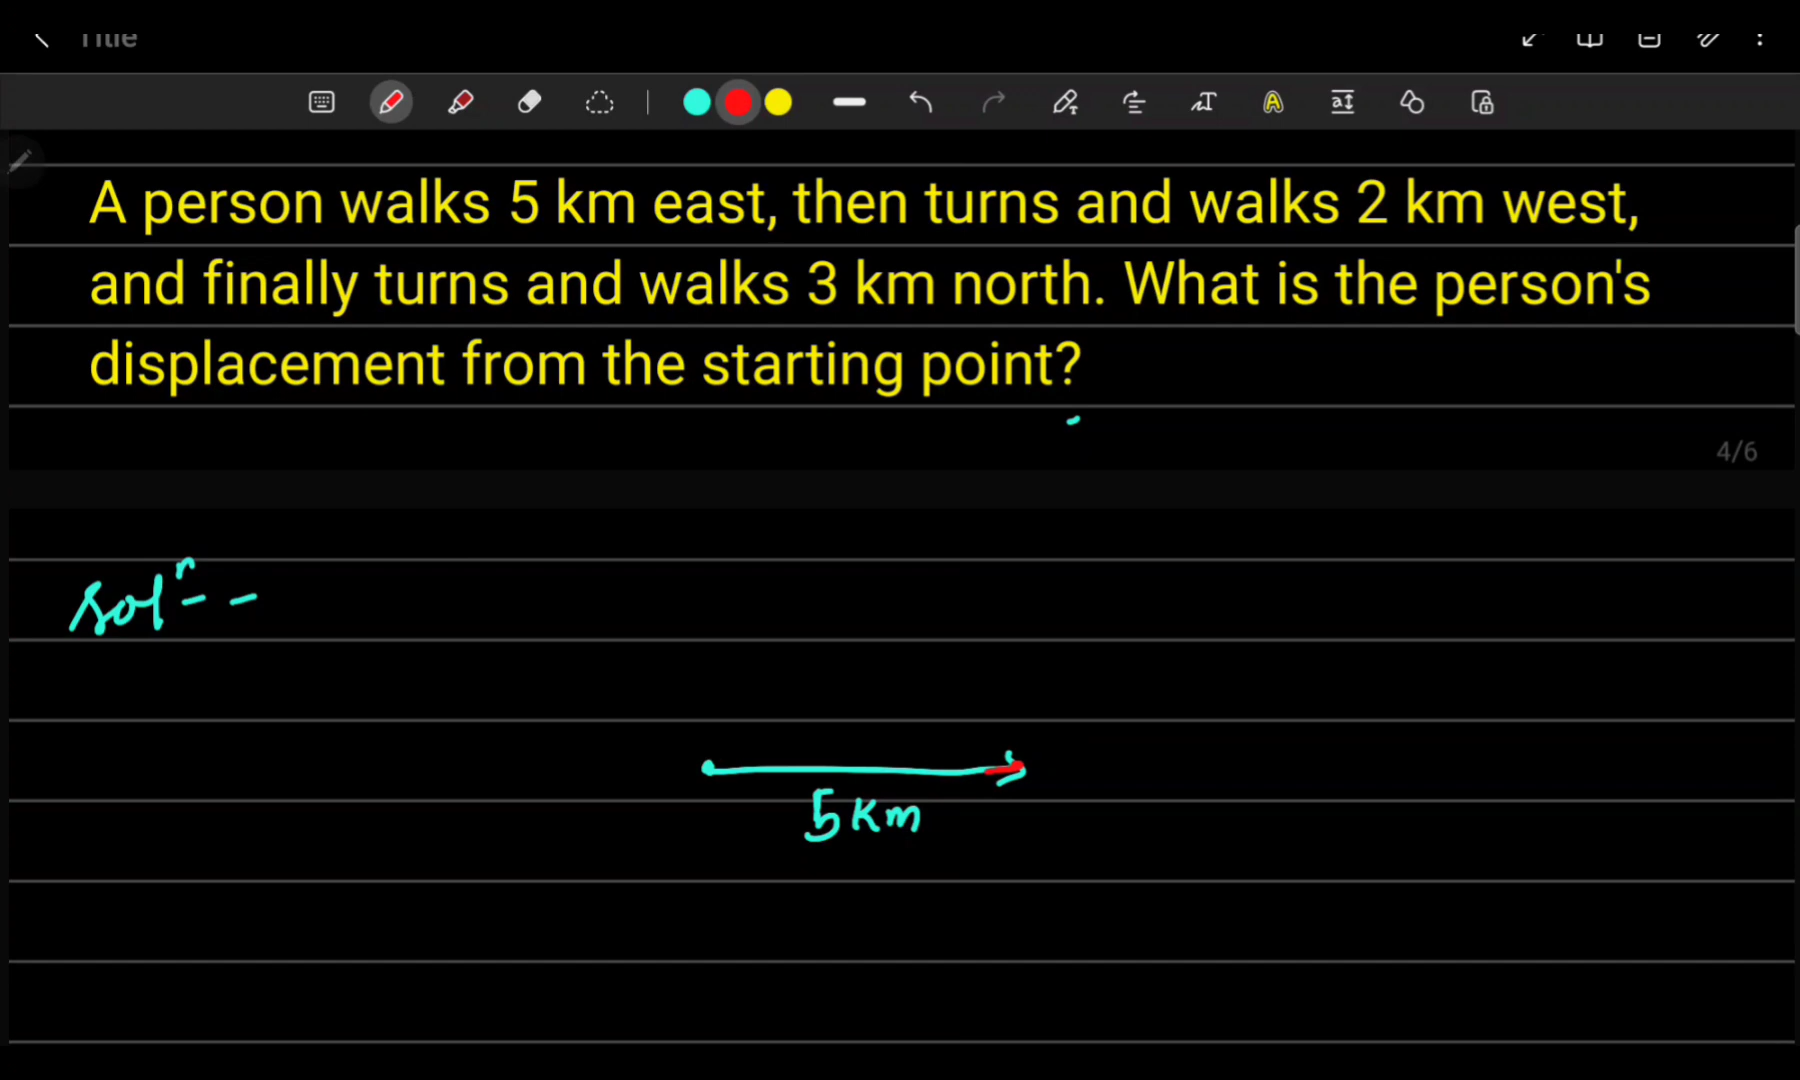 Title
A person walks 5 km east, then turns and walks 2 km west,
and finally turns and walks 3 km north. What is the person's
displacement from the starting point?
4/6
Solⁿ - -
5 Km